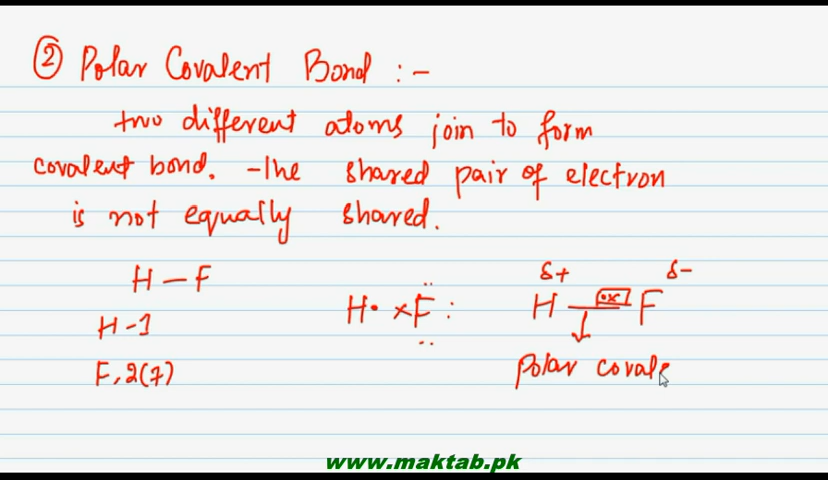 ② Polar Covalent Bond :-
two different atoms join to form
covalent bond. The shared pair of electron
is not equally shared.
δ+ δ-
H — F H• ×F: H — •× F
H-1
F, 2(7) Polar covale
www.maktab.pk